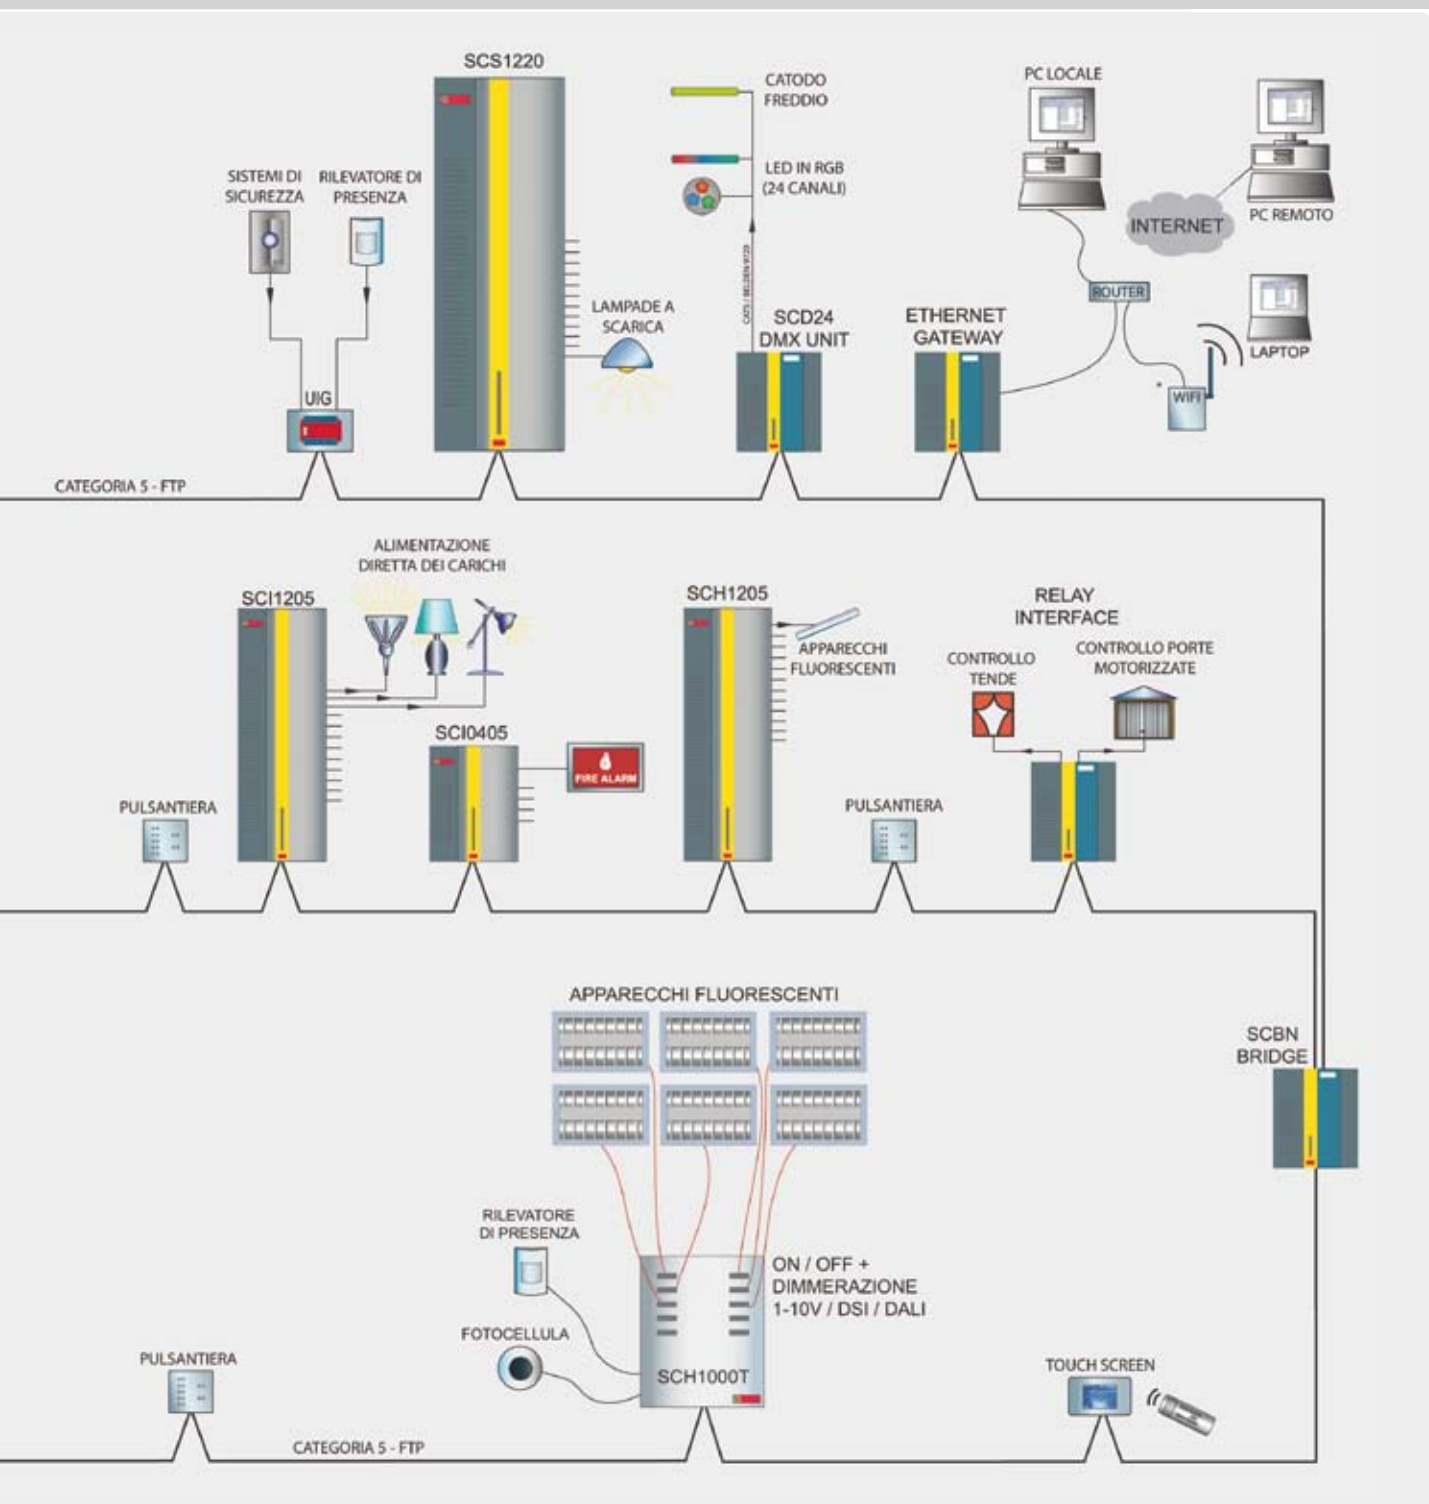 SCS1220
CATODO
FREDDIO
PC LOCALE
SISTEMI DI
SICUREZZA
RILEVATORE DI
PRESENZA
LED IN RGB
(24 CANALI)
INTERNET
PC REMOTO
CAT5 / BELDEN 9729
ROUTER
LAMPADE A
SCARICA
SCD24
DMX UNIT
ETHERNET
GATEWAY
LAPTOP
UIG
* WIFI
CATEGORIA 5 - FTP
ALIMENTAZIONE
DIRETTA DEI CARICHI
SCI1205
SCH1205
RELAY
INTERFACE
APPARECCHI
FLUORESCENTI
CONTROLLO
TENDE
CONTROLLO PORTE
MOTORIZZATE
SCI0405
FIRE ALARM
PULSANTIERA
PULSANTIERA
APPARECCHI FLUORESCENTI
SCBN
BRIDGE
RILEVATORE
DI PRESENZA
ON / OFF +
DIMMERAZIONE
1-10V / DSI / DALI
FOTOCELLULA
SCH1000T
PULSANTIERA
TOUCH SCREEN
CATEGORIA 5 - FTP